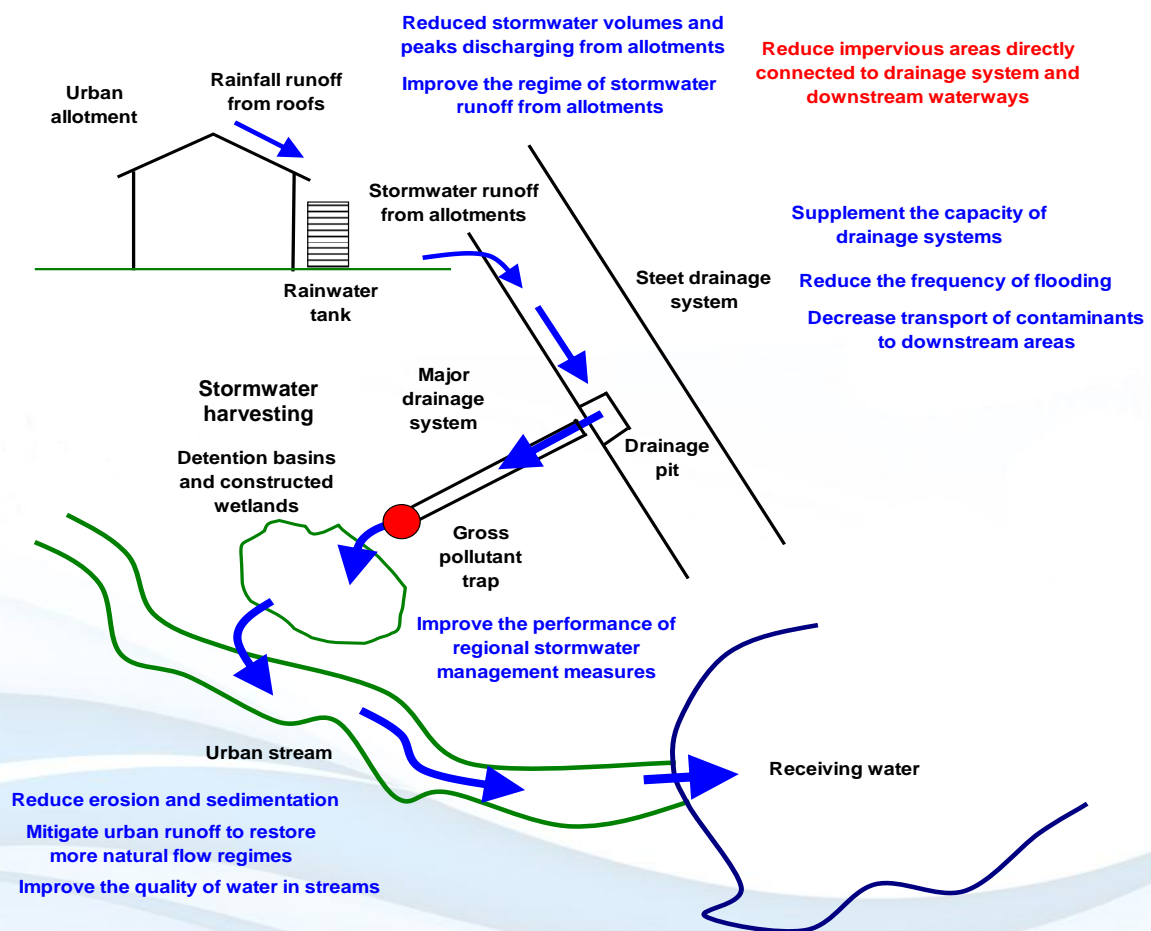 Reduced stormwater volumes and
peaks discharging from allotments
Improve the regime of stormwater
runoff from allotments
Reduce impervious areas directly
connected to drainage system and
downstream waterways
Urban
allotment
Rainfall runoff
from roofs
Stormwater runoff
from allotments
Rainwater
tank
Steet drainage
system
Supplement the capacity of
drainage systems
Reduce the frequency of flooding
Decrease transport of contaminants
to downstream areas
Stormwater
harvesting
Major
drainage
system
Drainage
pit
Detention basins
and constructed
wetlands
Gross
pollutant
trap
Improve the performance of
regional stormwater
management measures
Urban stream
Receiving water
Reduce erosion and sedimentation
Mitigate urban runoff to restore
more natural flow regimes
Improve the quality of water in streams